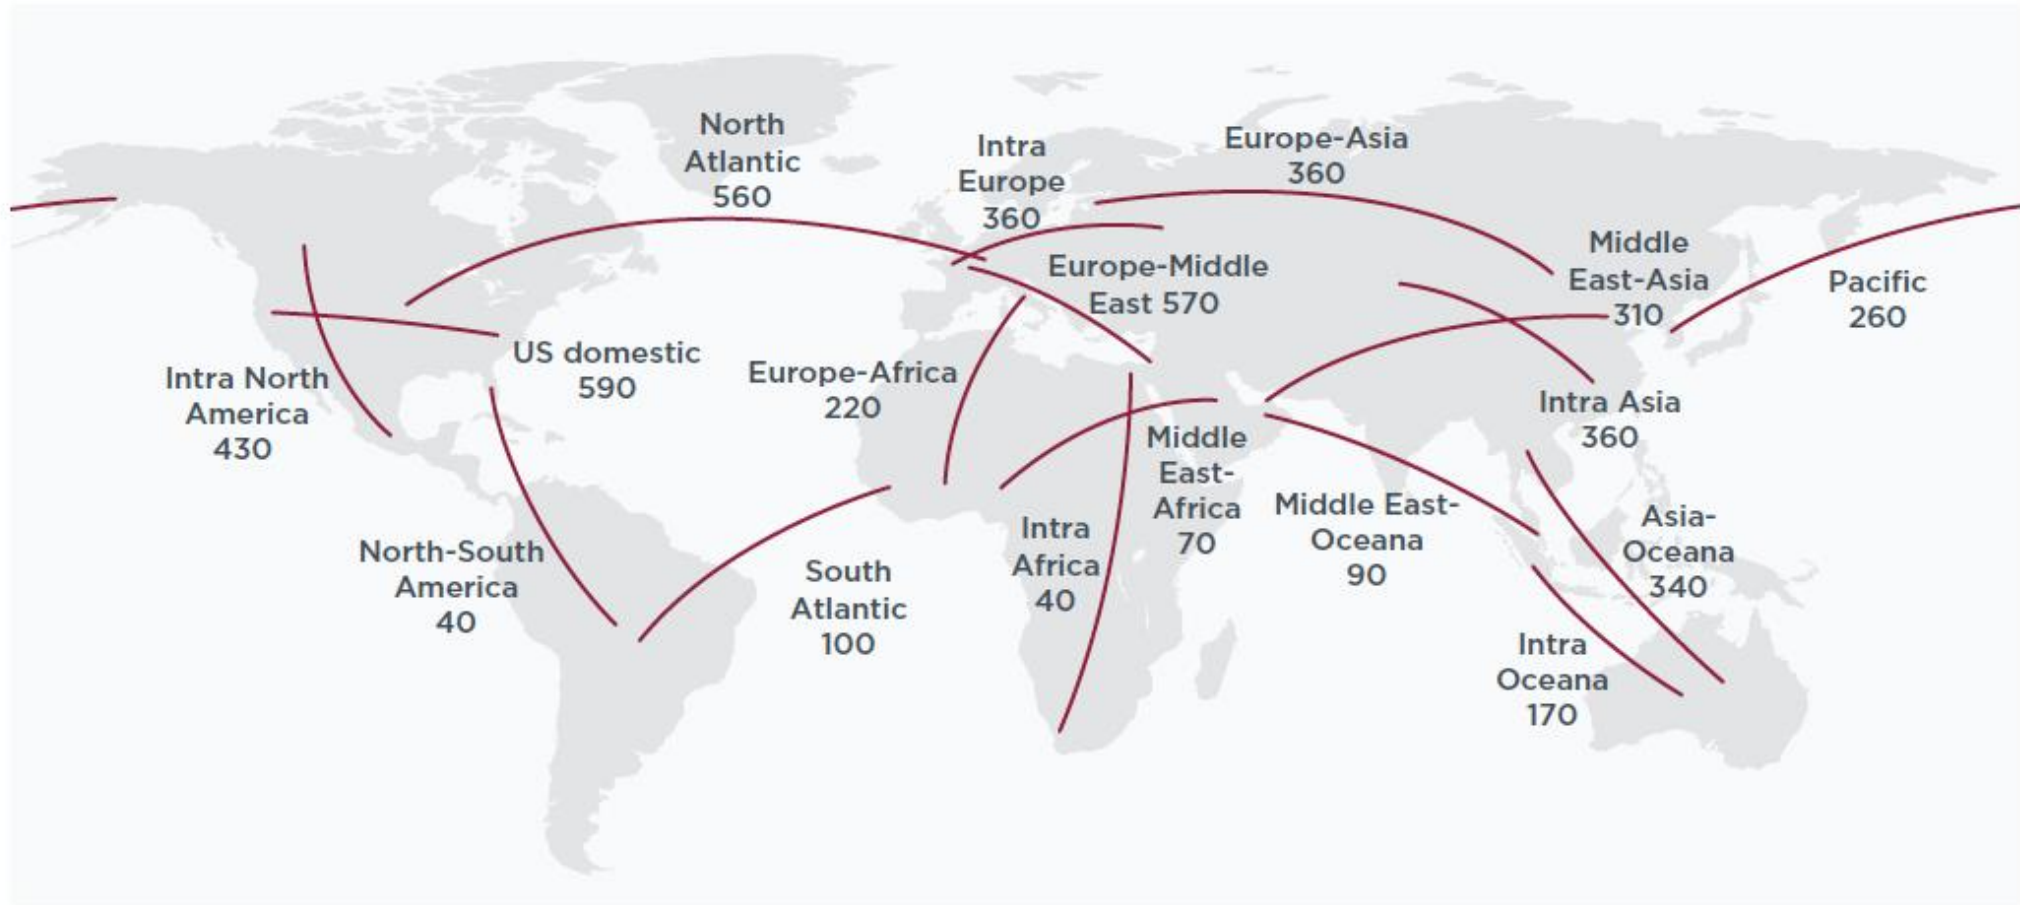 North
Atlantic
560
Intra
Europe
360
Europe-Asia
360
Middle
East-Asia
310
Pacific
260
Europe-Middle
East 570
US domestic
590
Intra North
America
430
Europe-Africa
220
Intra Asia
360
Middle
East-
Africa
70
Middle East-
Oceana
90
Asia-
Oceana
340
Intra
Africa
40
North-South
America
40
South
Atlantic
100
Intra
Oceana
170